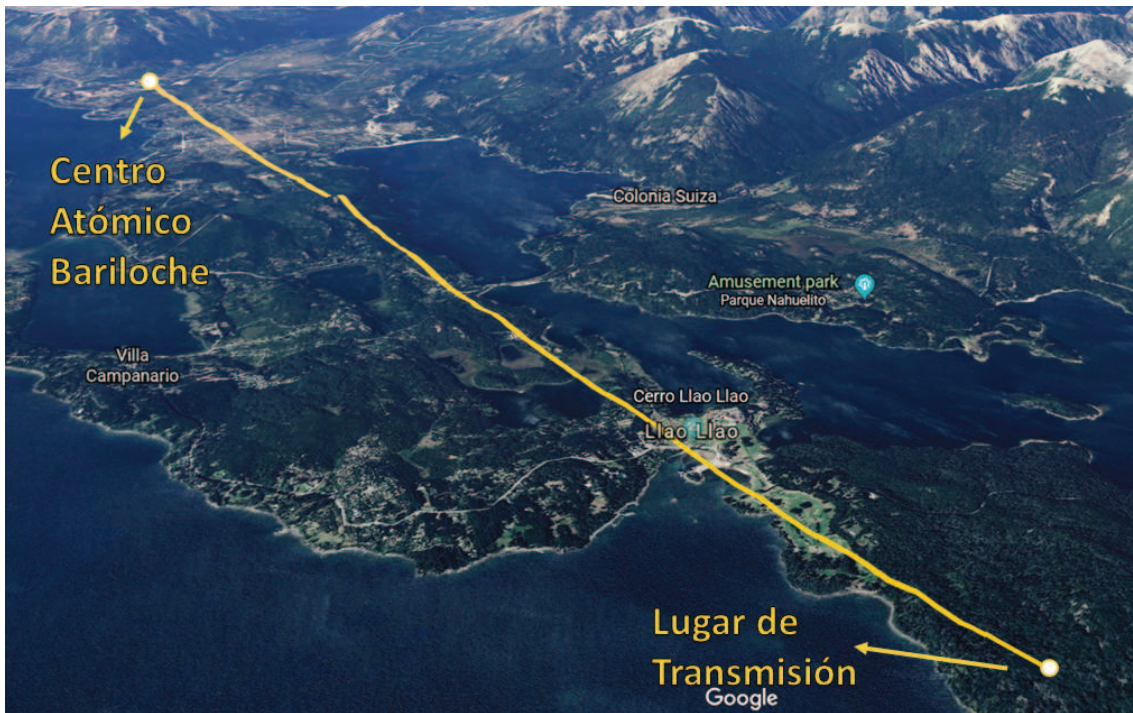 Centro
Atómico
Bariloche
Colonia Suiza
Amusement park
Parque Nahuelito
Villa
Campanario
Cerro Llao Llao
Llao Llao
Lugar de
Transmisión
Google